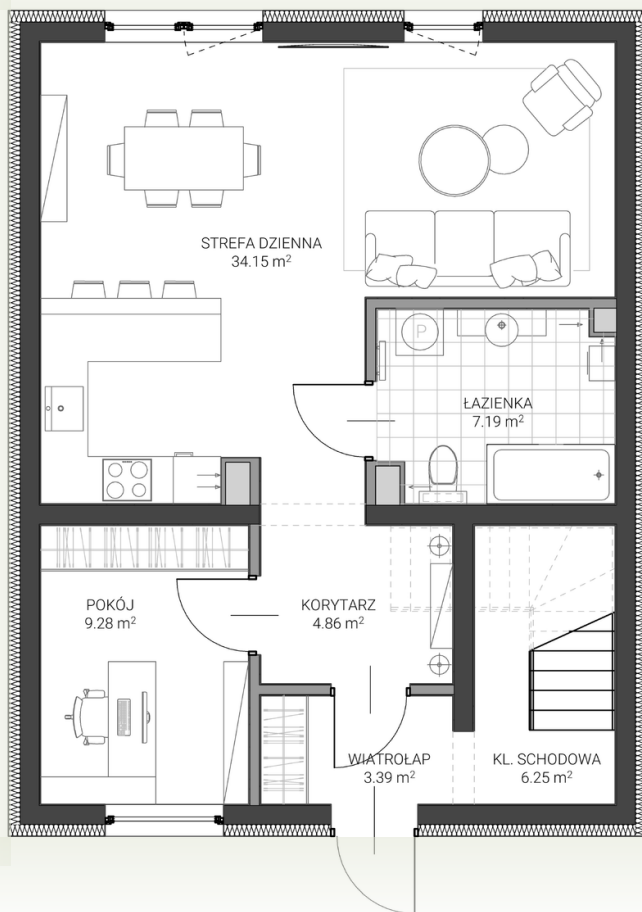 STREFA DZIENNA
34.15 m²
P
ŁAZIENKA
7.19 m²
POKÓJ
9.28 m²
KORYTARZ
4.86 m²
WIATROŁAP
3.39 m²
KL. SCHODOWA
6.25 m²